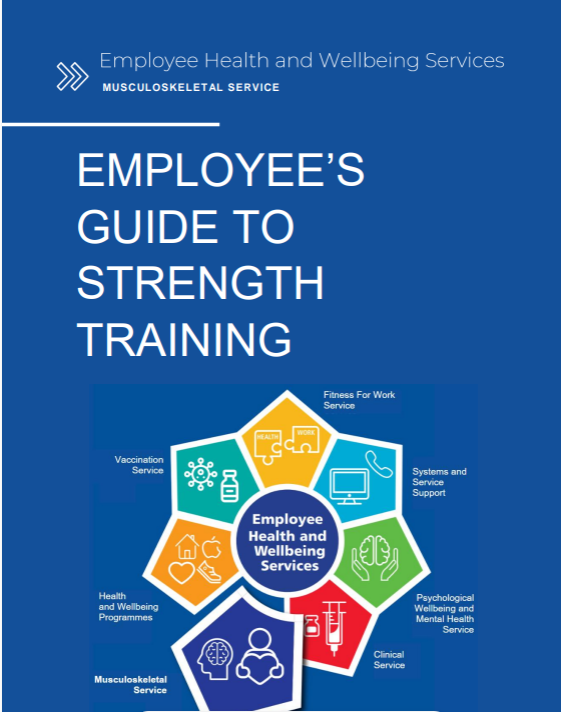 Employee Health and Wellbeing Services
MUSCULOSKELETAL SERVICE
EMPLOYEE’S
GUIDE TO
STRENGTH
TRAINING
Fitness For Work
Service
HEALTH
WORK
Vaccination
Service
Systems and
Service
Support
Employee
Health and
Wellbeing
Services
Health
and Wellbeing
Programmes
Psychological
Wellbeing and
Mental Health
Service
Clinical
Service
Musculoskeletal
Service